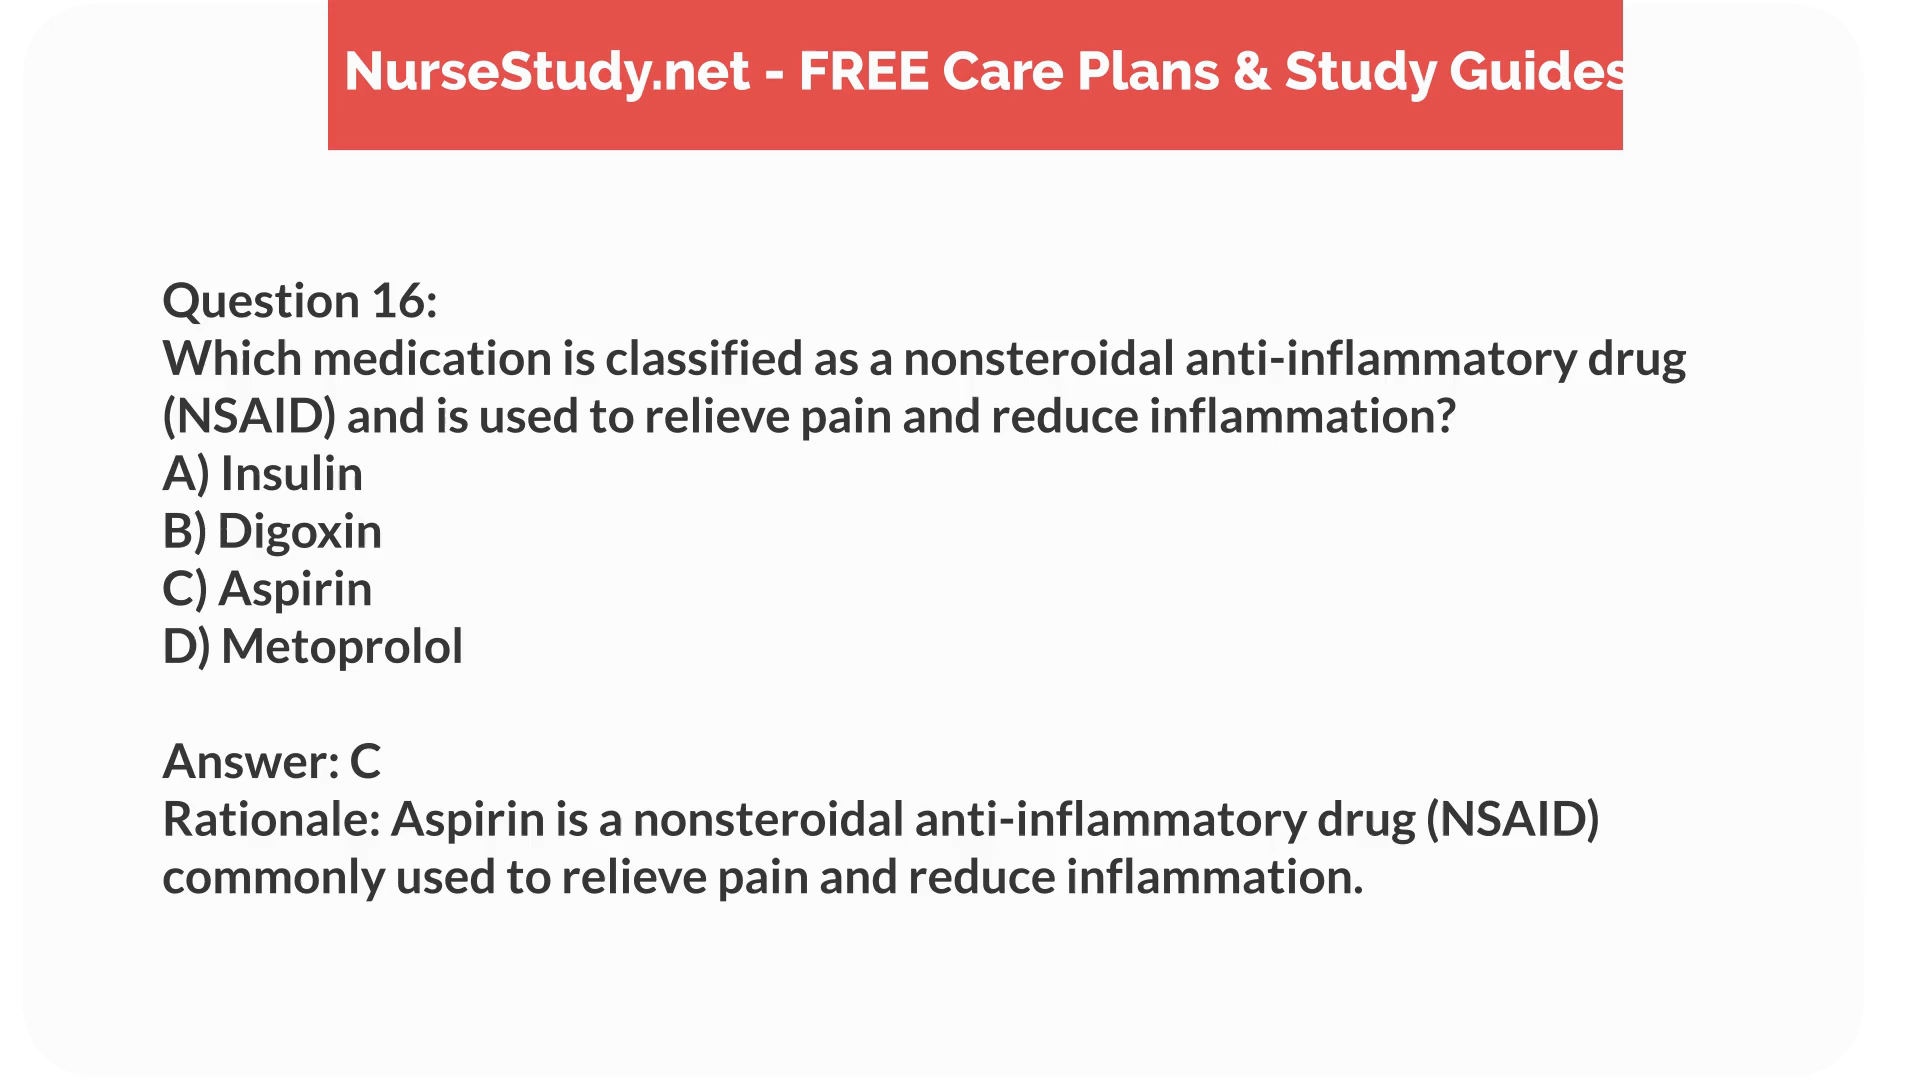 NurseStudy.net - FREE Care Plans & Study Guides
Question 16:
Which medication is classified as a nonsteroidal anti-inflammatory drug
(NSAID) and is used to relieve pain and reduce inflammation?
A) Insulin
B) Digoxin
C) Aspirin
D) Metoprolol
Answer: C
Rationale: Aspirin is a nonsteroidal anti-inflammatory drug (NSAID)
commonly used to relieve pain and reduce inflammation.